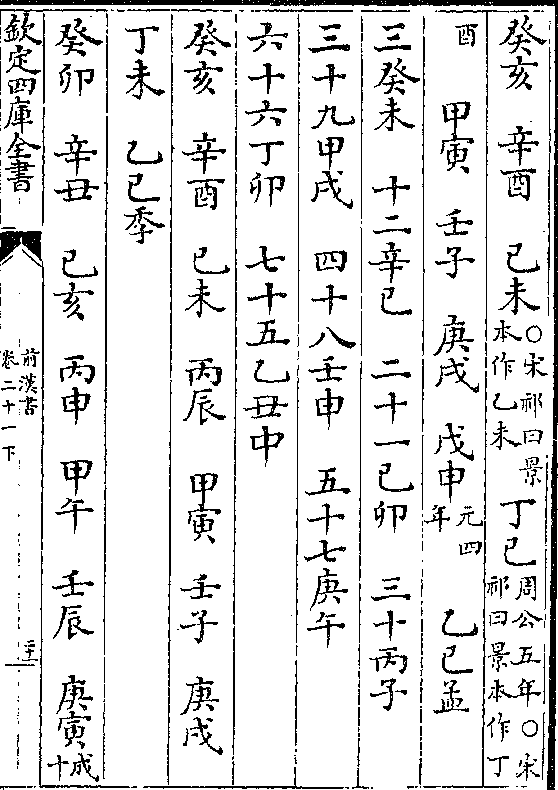 癸亥　辛酉　己未○宋祁曰景本作乙未　丁巳周公五年○宋祁曰景本作丁
酉　甲寅　壬子　庚戌　戊申元四年　乙巳孟
三癸未　十二辛巳　二十一己卯　三十丙子
三十九甲戌　四十八壬申　五十七庚午
六十六丁卯　七十五乙丑中
癸亥　辛酉　己未　丙辰　甲寅　壬子　庚戌
丁未　乙巳季
癸卯　辛丑　己亥　丙申　甲午　壬辰　庚寅成十
欽定四庫全書　前漢書卷二十一下